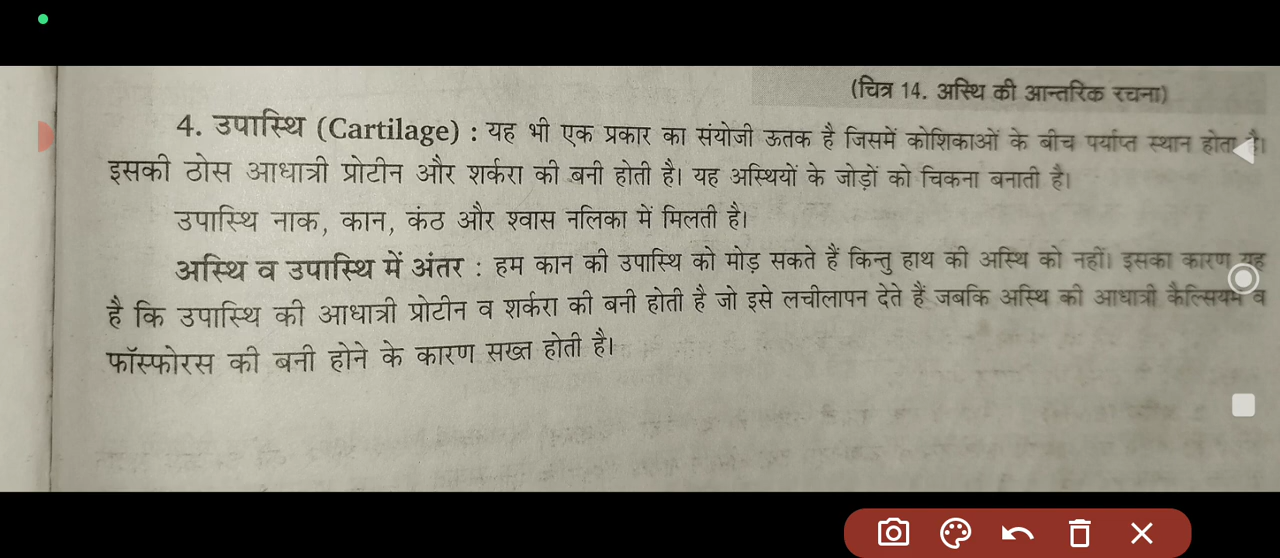 (चित्र 14. अस्थि की आन्तरिक रचना)
4. उपास्थि (Cartilage) : यह भी एक प्रकार का संयोजी ऊतक है जिसमें कोशिकाओं के बीच पर्याप्त स्थान होता है।
इसकी ठोस आधात्री प्रोटीन और शर्करा की बनी होती है। यह अस्थियों के जोड़ों को चिकना बनाती है।
उपास्थि नाक, कान, कंठ और श्वास नलिका में मिलती है।
अस्थि व उपास्थि में अंतर : हम कान की उपास्थि को मोड़ सकते हैं किन्तु हाथ की अस्थि को नहीं। इसका कारण यह
है कि उपास्थि की आधात्री प्रोटीन व शर्करा की बनी होती है जो इसे लचीलापन देते हैं जबकि अस्थि की आधात्री कैल्सियम व
फॉस्फोरस की बनी होने के कारण सख्त होती है।